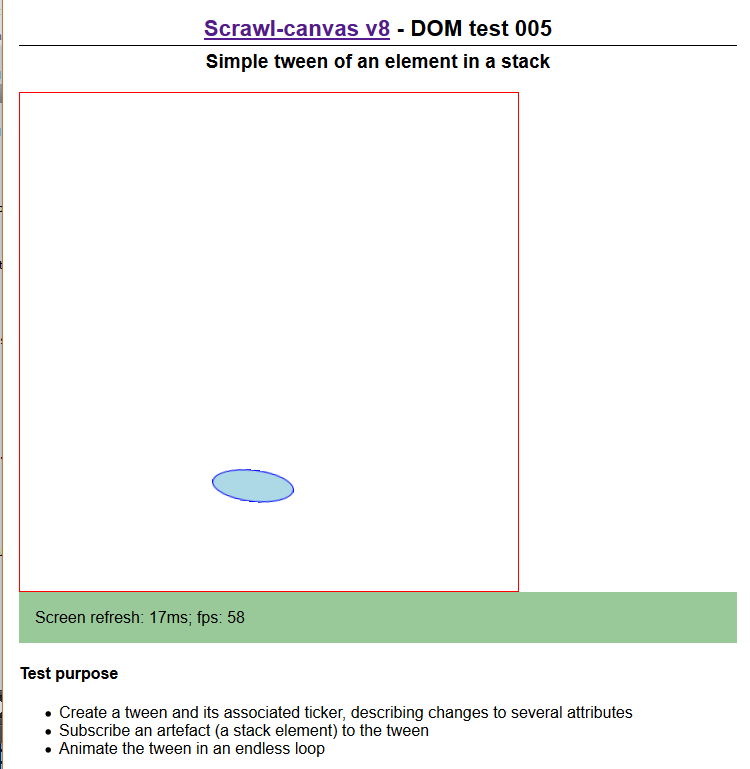 Scrawl-canvas v8 - DOM test 005
Simple tween of an element in a stack
Screen refresh: 17ms; fps: 58
Test purpose
Create a tween and its associated ticker, describing changes to several attributes
Subscribe an artefact (a stack element) to the tween
Animate the tween in an endless loop